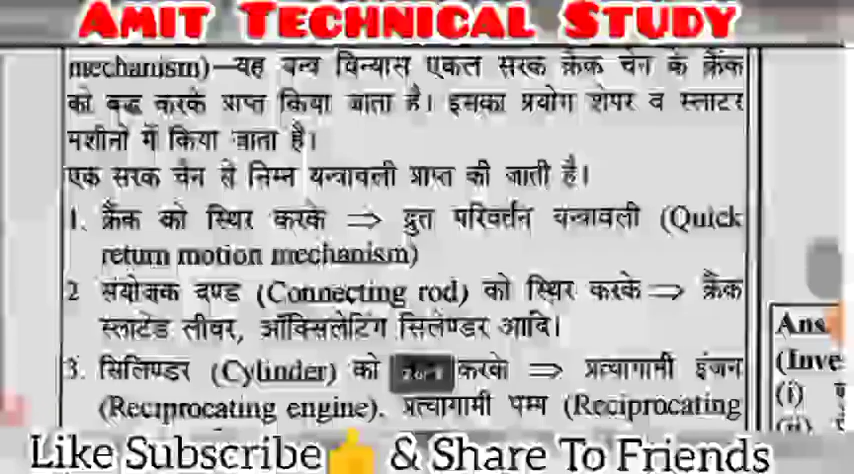 AMIT TECHNICAL STUDY
mechanism)–यह यन्त्र विन्यास एकल सरक क्रैंक चेन के क्रैंक
को बद्ध करके प्राप्त किया जाता है। इसका प्रयोग शेपर व स्लाटर
मशीनों में किया जाता है।
एक सरक चेन से निम्न यन्त्रावली प्राप्त की जाती है।
1. क्रैंक को स्थिर करके ⇒ द्रुत परिवर्तन यन्त्रावली (Quick
return motion mechanism)
2 संयोजक दण्ड (Connecting rod) को स्थिर करके ⇒ क्रैंक
स्लाटेड लीवर, ऑक्सिलेटिंग सिलेण्डर आदि।
3. सिलिण्डर (Cylinder) को करके ⇒ प्रत्यागामी इंजन
(Reciprocating engine), प्रत्यागामी पम्प (Reciprocating
Ans.
(Inve
(i)
(ii)
Like Subscribe👍 & Share To Friends